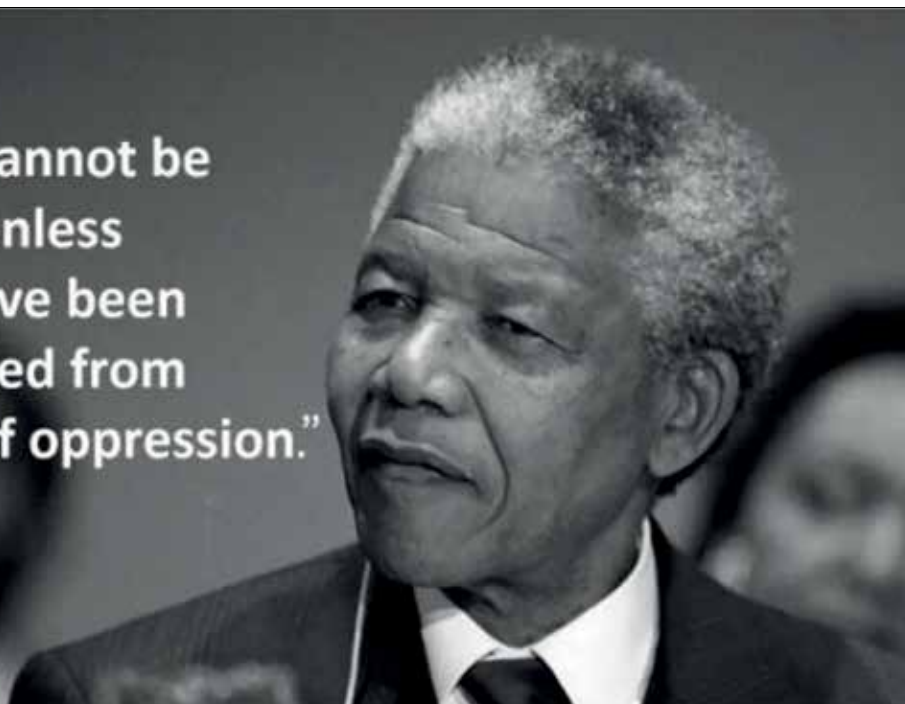 annot be
nless
ve been
ed from
f oppression.”